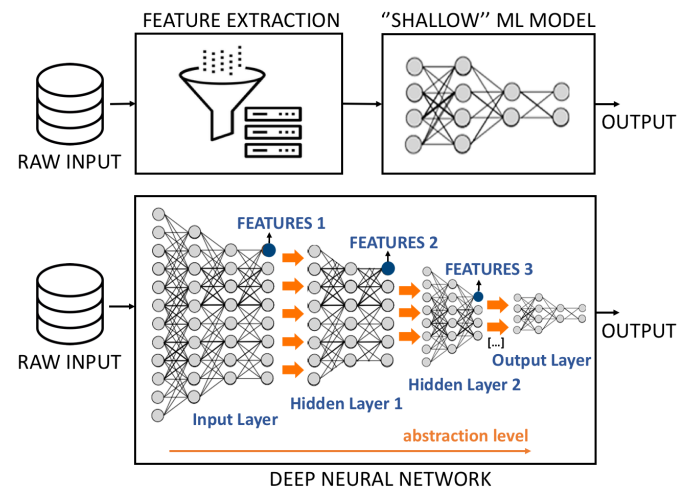 FEATURE EXTRACTION
‘’SHALLOW’’ ML MODEL
RAW INPUT
OUTPUT
FEATURES 1
FEATURES 2
FEATURES 3
RAW INPUT
OUTPUT
[...]
Output Layer
Hidden Layer 2
Hidden Layer 1
Input Layer
abstraction level
DEEP NEURAL NETWORK